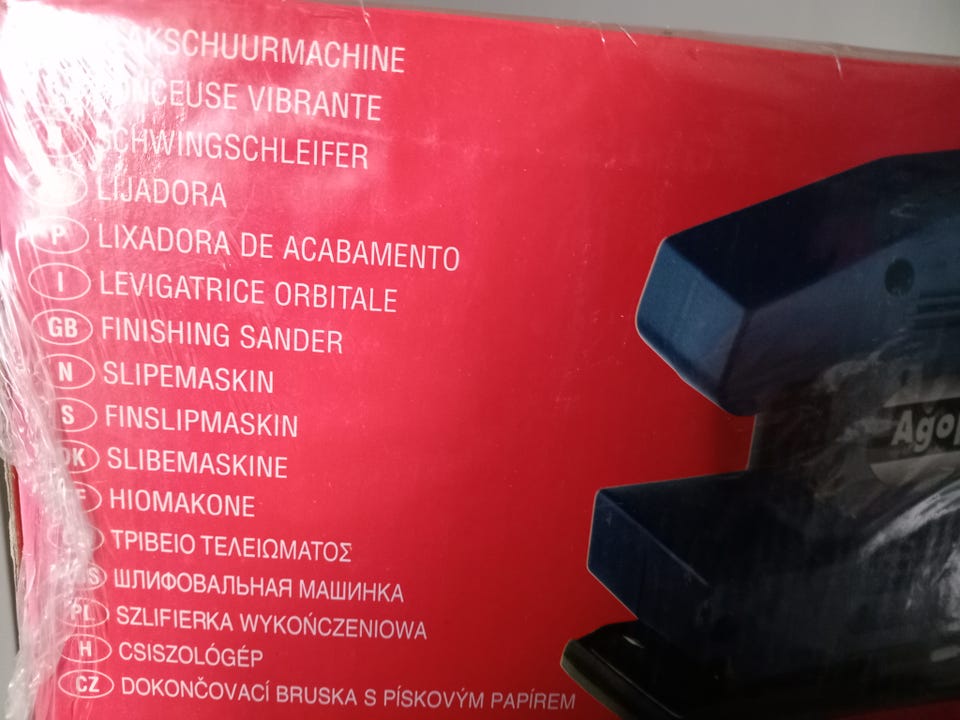 AKSCHUURMACHINE
ONCEUSE VIBRANTE
SCHWINGSCHLEIFER
LIJADORA
P LIXADORA DE ACABAMENTO
I LEVIGATRICE ORBITALE
GB FINISHING SANDER
N SLIPEMASKIN
S FINSLIPMASKIN
DK SLIBEMASKINE
HIOMAKONE
ΤΡΙΒΕΙΟ ΤΕΛΕΙΩΜΑΤΟΣ
ШЛИФОВАЛЬНАЯ МАШИНКА
PL SZLIFIERKA WYKOŃCZENIOWA
H CSISZOLÓGÉP
CZ DOKONČOVACÍ BRUSKA S PÍSKOVÝM PAPÍREM
Ağop